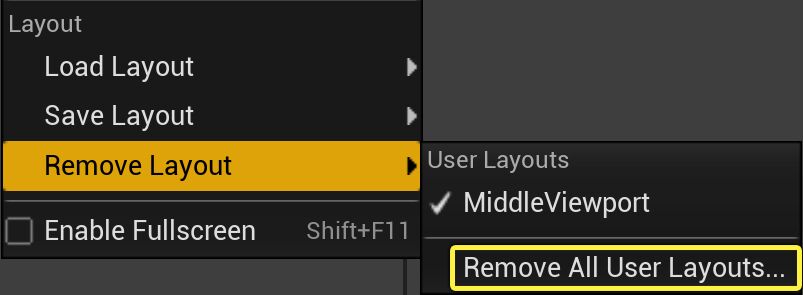 Layout
Load Layout
Save Layout
Remove Layout
Enable Fullscreen Shift+F11
User Layouts
MiddleViewport
Remove All User Layouts...